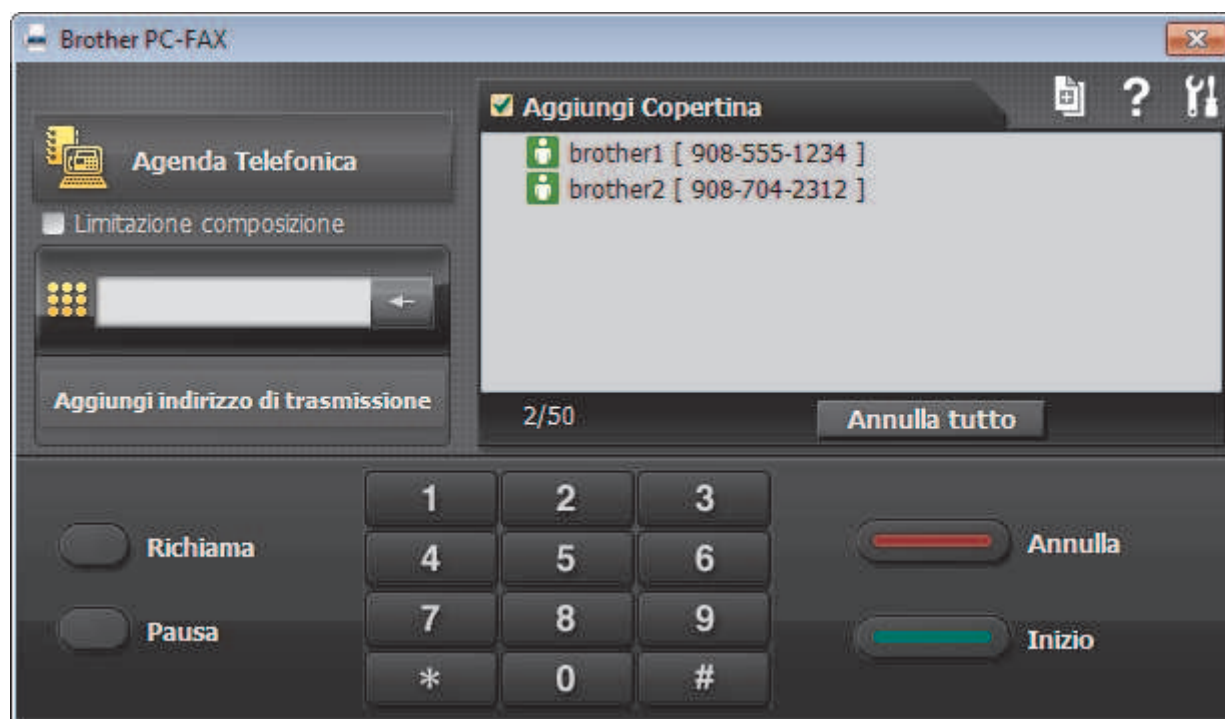 Brother PC-FAX
Agenda Telefonica
Limitazione composizione
Aggiungi indirizzo di trasmissione
Aggiungi Copertina
?
brother1 [ 908-555-1234 ]
brother2 [ 908-704-2312 ]
2/50
Annulla tutto
Richiama
Pausa
1 2 3
4 5 6
7 8 9
* 0 #
Annulla
Inizio